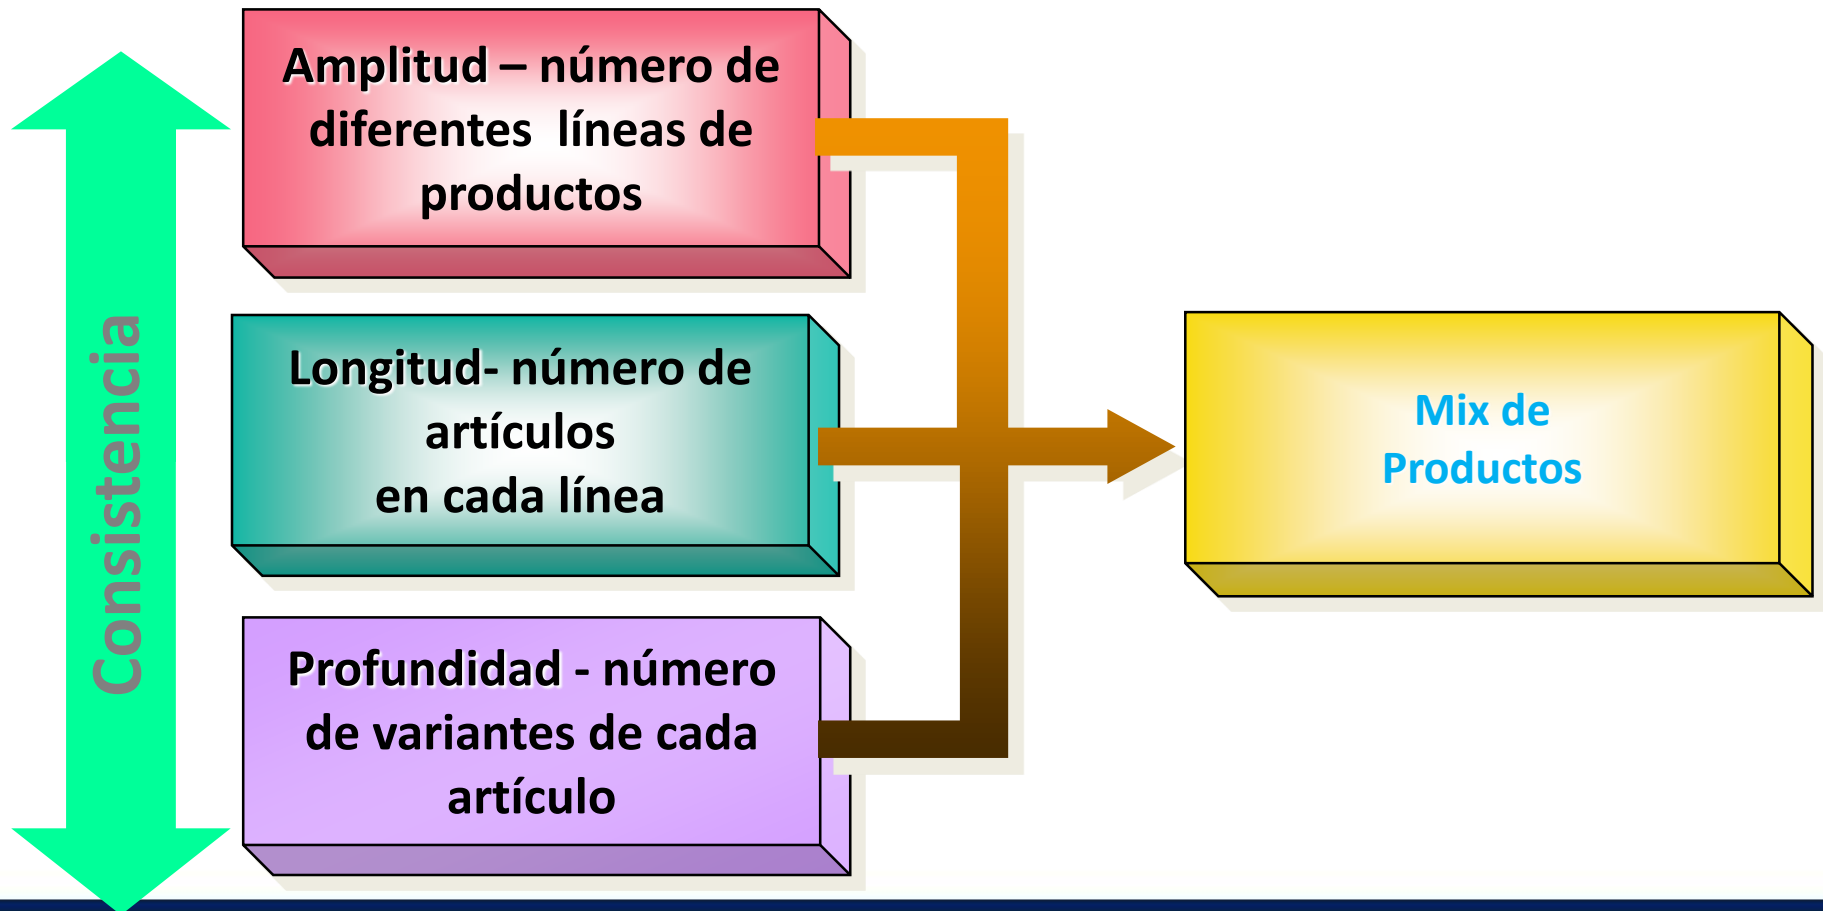 Consistencia
Amplitud – número de
diferentes líneas de
productos
Longitud- número de
artículos
en cada línea
Profundidad - número
de variantes de cada
artículo
Mix de
Productos